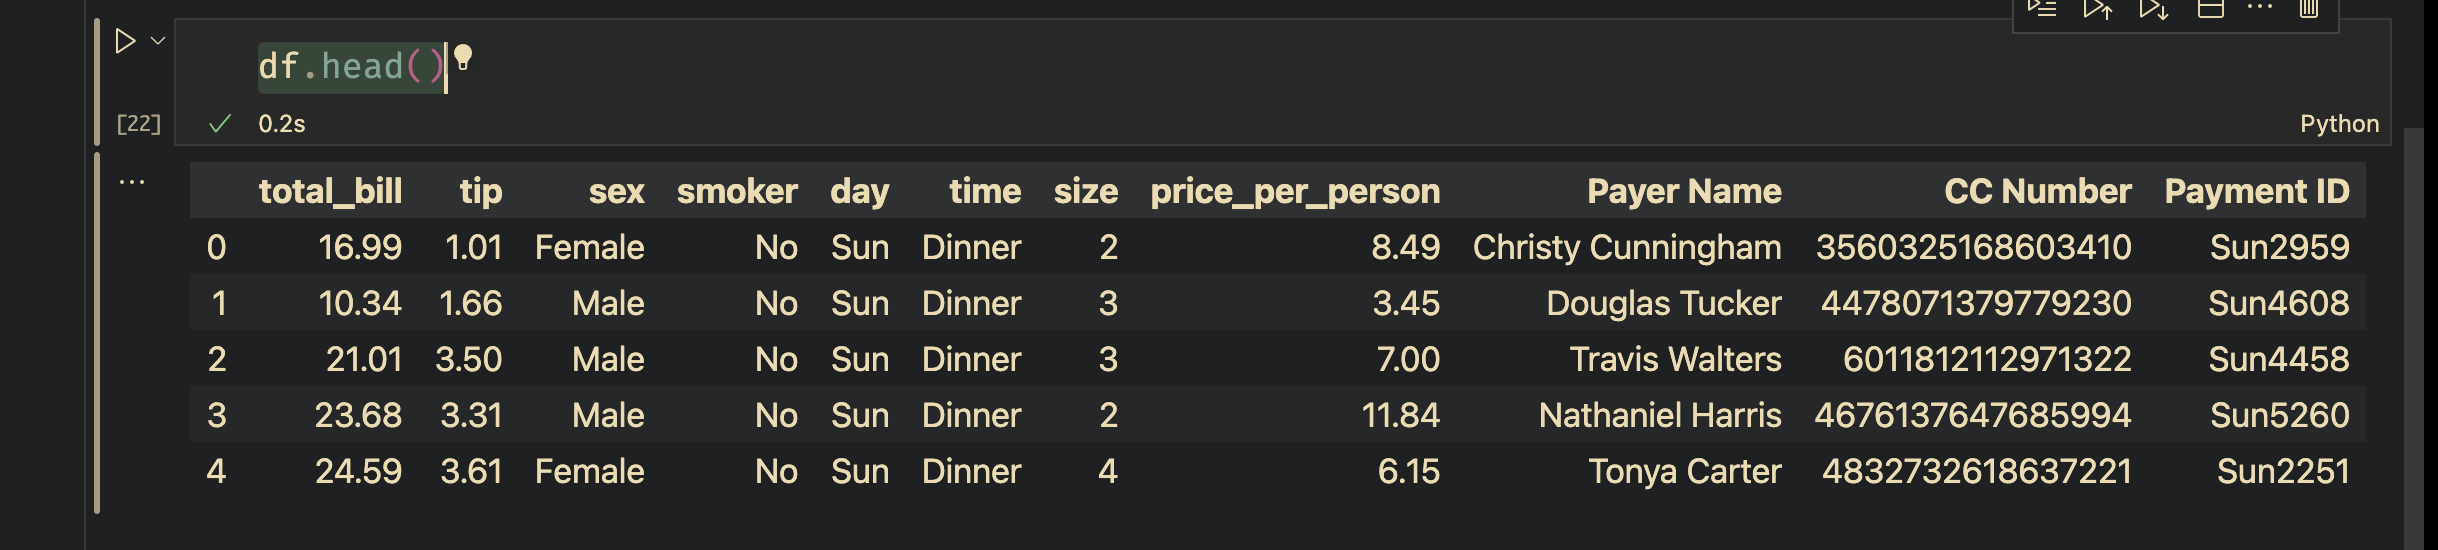 df.head()
[22] 0.2s Python
total_bill tip sex smoker day time size price_per_person Payer Name CC Number Payment ID
0 16.99 1.01 Female No Sun Dinner 2 8.49 Christy Cunningham 3560325168603410 Sun2959
1 10.34 1.66 Male No Sun Dinner 3 3.45 Douglas Tucker 4478071379779230 Sun4608
2 21.01 3.50 Male No Sun Dinner 3 7.00 Travis Walters 6011812112971322 Sun4458
3 23.68 3.31 Male No Sun Dinner 2 11.84 Nathaniel Harris 4676137647685994 Sun5260
4 24.59 3.61 Female No Sun Dinner 4 6.15 Tonya Carter 4832732618637221 Sun2251